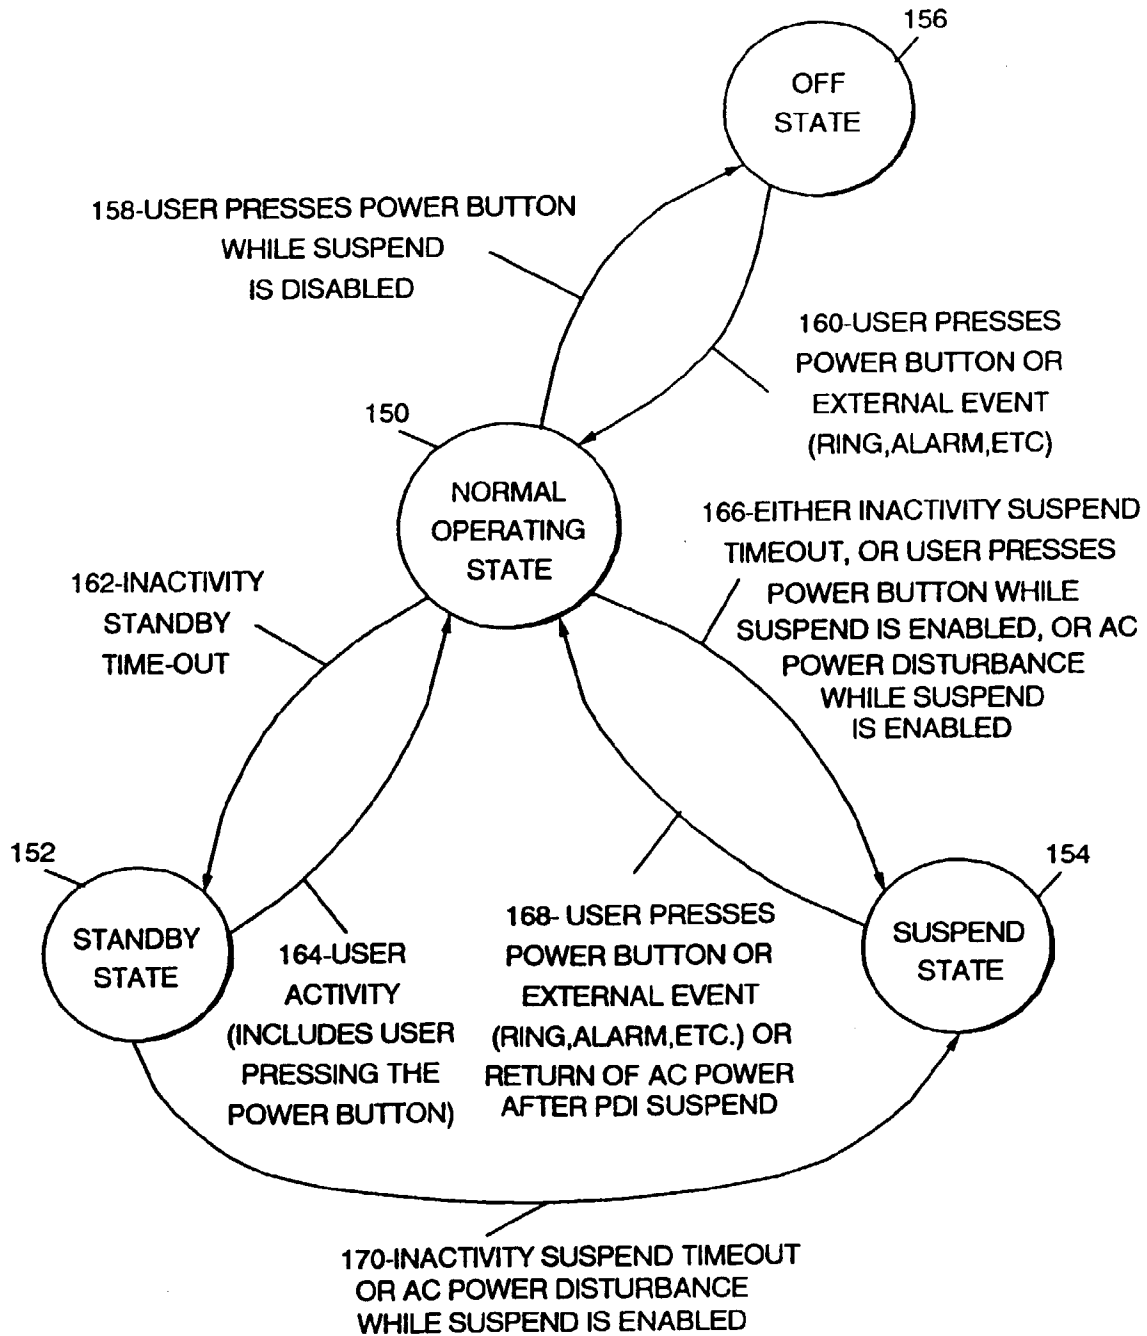 156
OFF
STATE
158-USER PRESSES POWER BUTTON
WHILE SUSPEND
IS DISABLED
160-USER PRESSES
POWER BUTTON OR
EXTERNAL EVENT
(RING,ALARM,ETC)
150
NORMAL
OPERATING
STATE
166-EITHER INACTIVITY SUSPEND
TIMEOUT, OR USER PRESSES
POWER BUTTON WHILE
SUSPEND IS ENABLED, OR AC
POWER DISTURBANCE
WHILE SUSPEND
IS ENABLED
162-INACTIVITY
STANDBY
TIME-OUT
152
STANDBY
STATE
164-USER
ACTIVITY
(INCLUDES USER
PRESSING THE
POWER BUTTON)
168- USER PRESSES
POWER BUTTON OR
EXTERNAL EVENT
(RING,ALARM,ETC.) OR
RETURN OF AC POWER
AFTER PDI SUSPEND
154
SUSPEND
STATE
170-INACTIVITY SUSPEND TIMEOUT
OR AC POWER DISTURBANCE
WHILE SUSPEND IS ENABLED